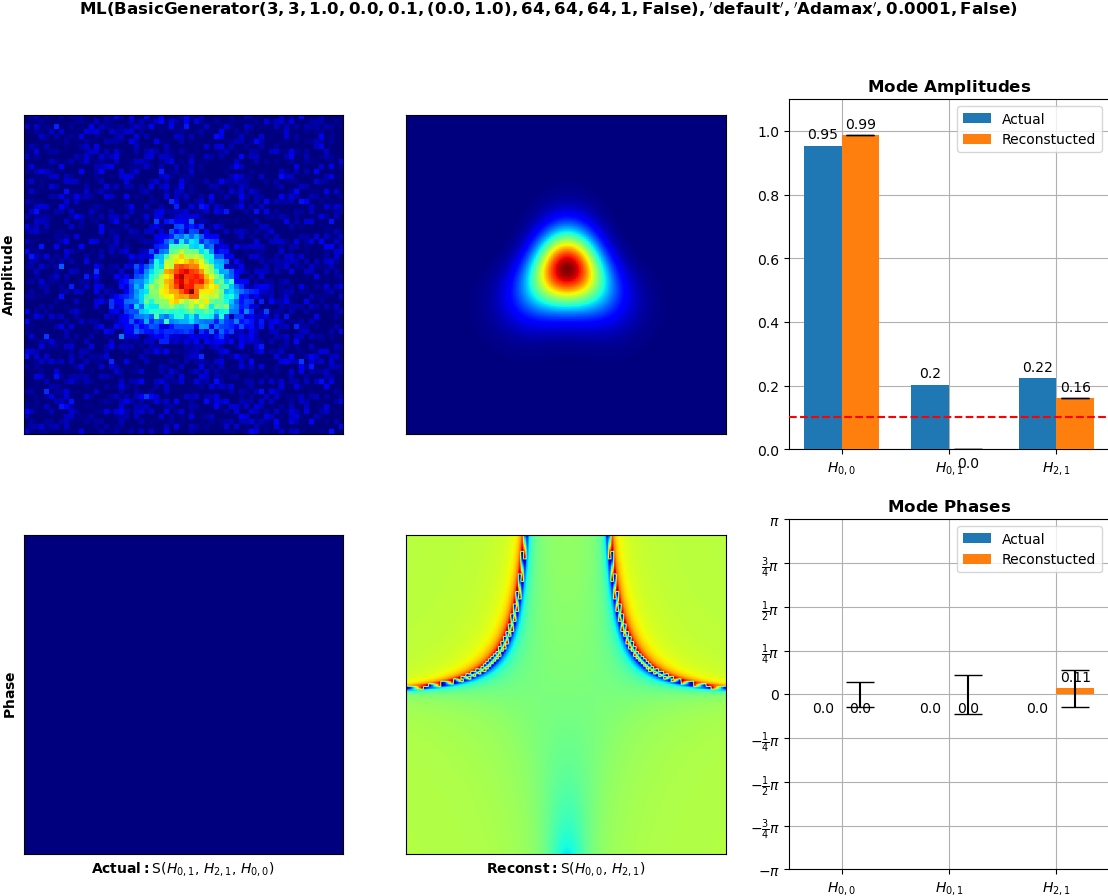 ML(BasicGenerator(3, 3, 1.0, 0.0, 0.1, (0.0, 1.0), 64, 64, 64, 1, False), ′default′, ′Adamax′, 0.0001, False)
Amplitude
Mode Amplitudes
Actual
Reconstucted
1.0
0.8
0.6
0.4
0.2
0.0
0.95
0.99
0.2
0.0
0.22
0.16
H0,0
H0,1
H2,1
Phase
Actual: S(H0,1, H2,1, H0,0)
Reconst: S(H0,0, H2,1)
Mode Phases
Actual
Reconstucted
π
3/4π
1/2π
1/4π
0
−1/4π
−1/2π
−3/4π
−π
0.0
0.0
0.0
0.0
0.0
0.11
H0,0
H0,1
H2,1